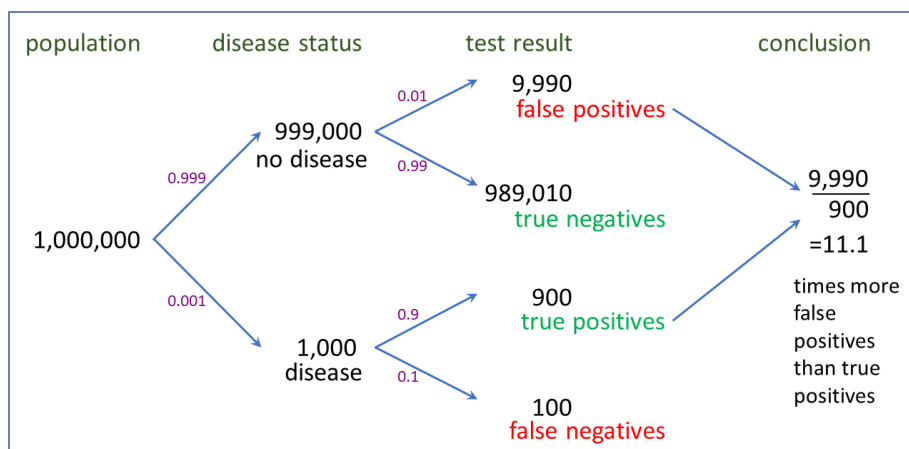 population
disease status
test result
conclusion
1,000,000
0.999
0.001
999,000
no disease
1,000
disease
0.01
0.99
0.9
0.1
9,990
false positives
989,010
true negatives
900
true positives
100
false negatives
9,990
900
=11.1
times more
false
positives
than true
positives